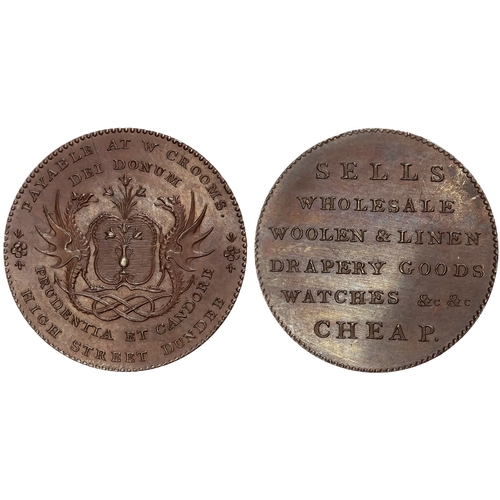 PAYABLE AT W CROOMS.
HIGH STREET DUNDEE
DEI DONUM
PRUDENTIA ET CANDORE
SELLS
WHOLESALE
WOOLEN & LINEN
DRAPERY GOODS
WATCHES &c &c
CHEAP.